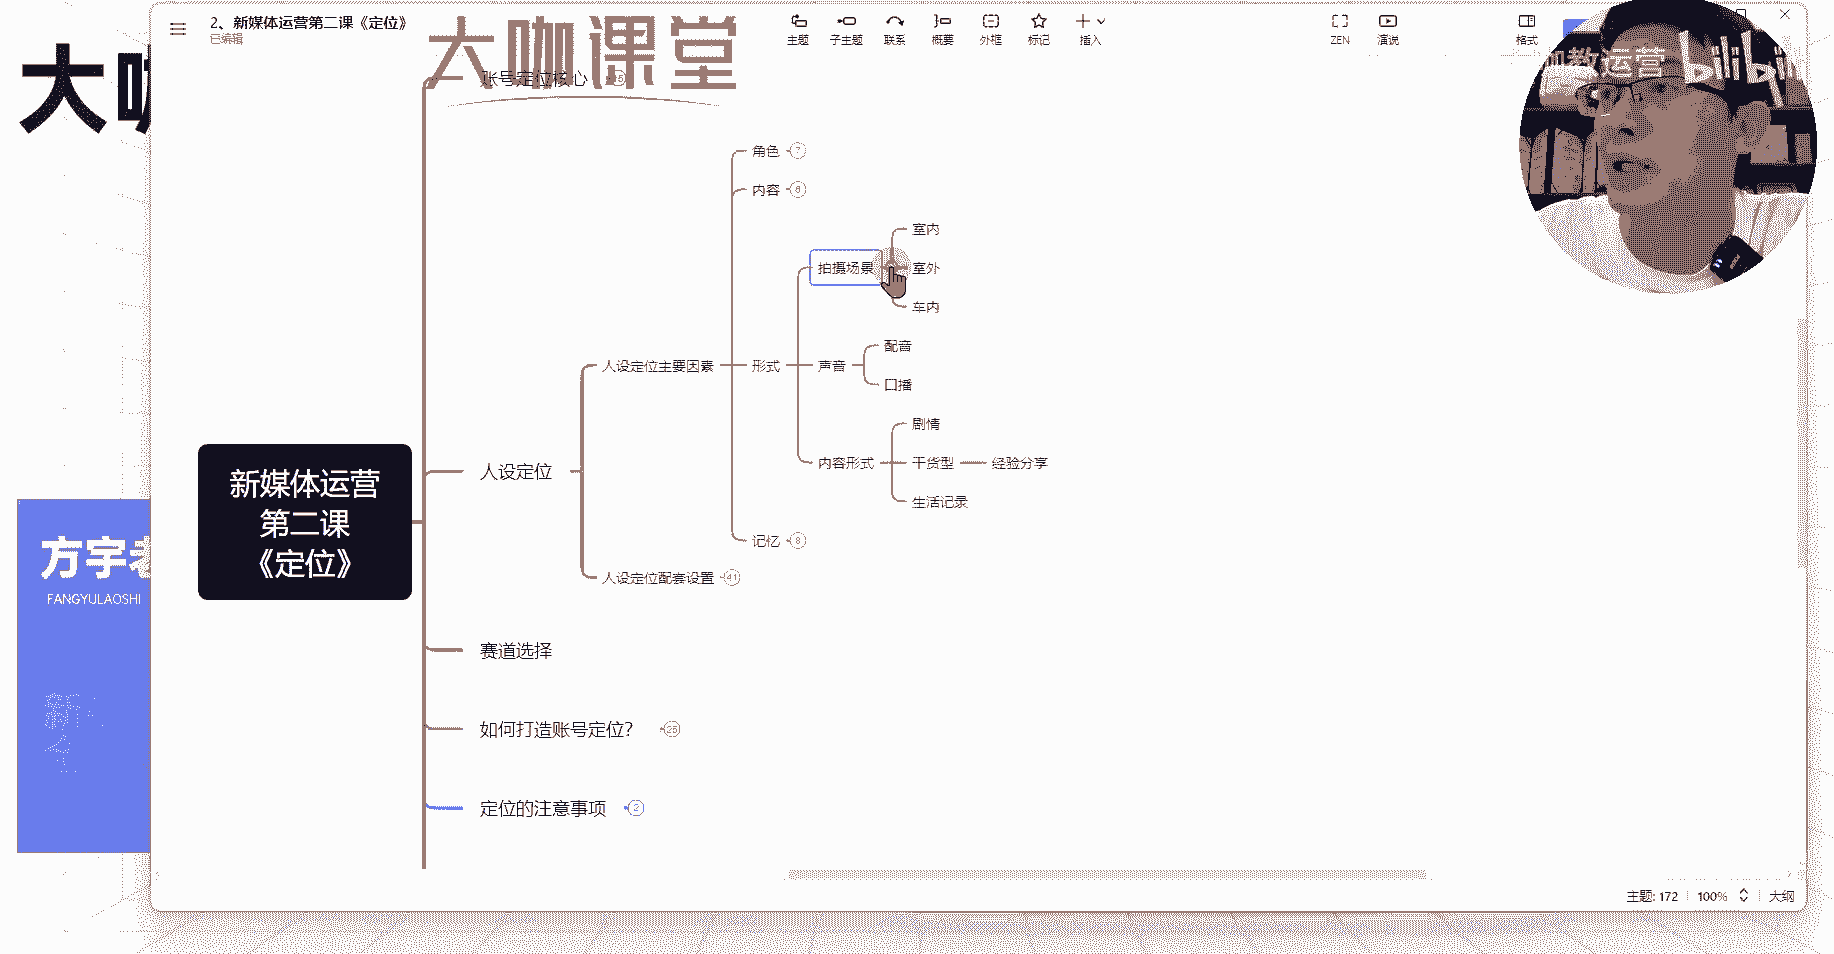 2、新媒体运营第二课《定位》
已编辑
主题
子主题
联系
概要
外框
标记
插入
ZEN
演说
格式
大咖课堂
大咖
咖教运营
bilibili
账号定位核心
角色 7
内容 8
室内
拍摄场景
室外
车内
配音
人设定位主要因素
形式
声音
口播
剧情
人设定位
内容形式
干货型
经验分享
生活记录
新媒体运营
第二课
《定位》
记忆 8
人设定位配套设置 41
方宇老
FANGYULAOSHI
赛道选择
如何打造账号定位？ 25
定位的注意事项 2
主题: 172
100%
大纲